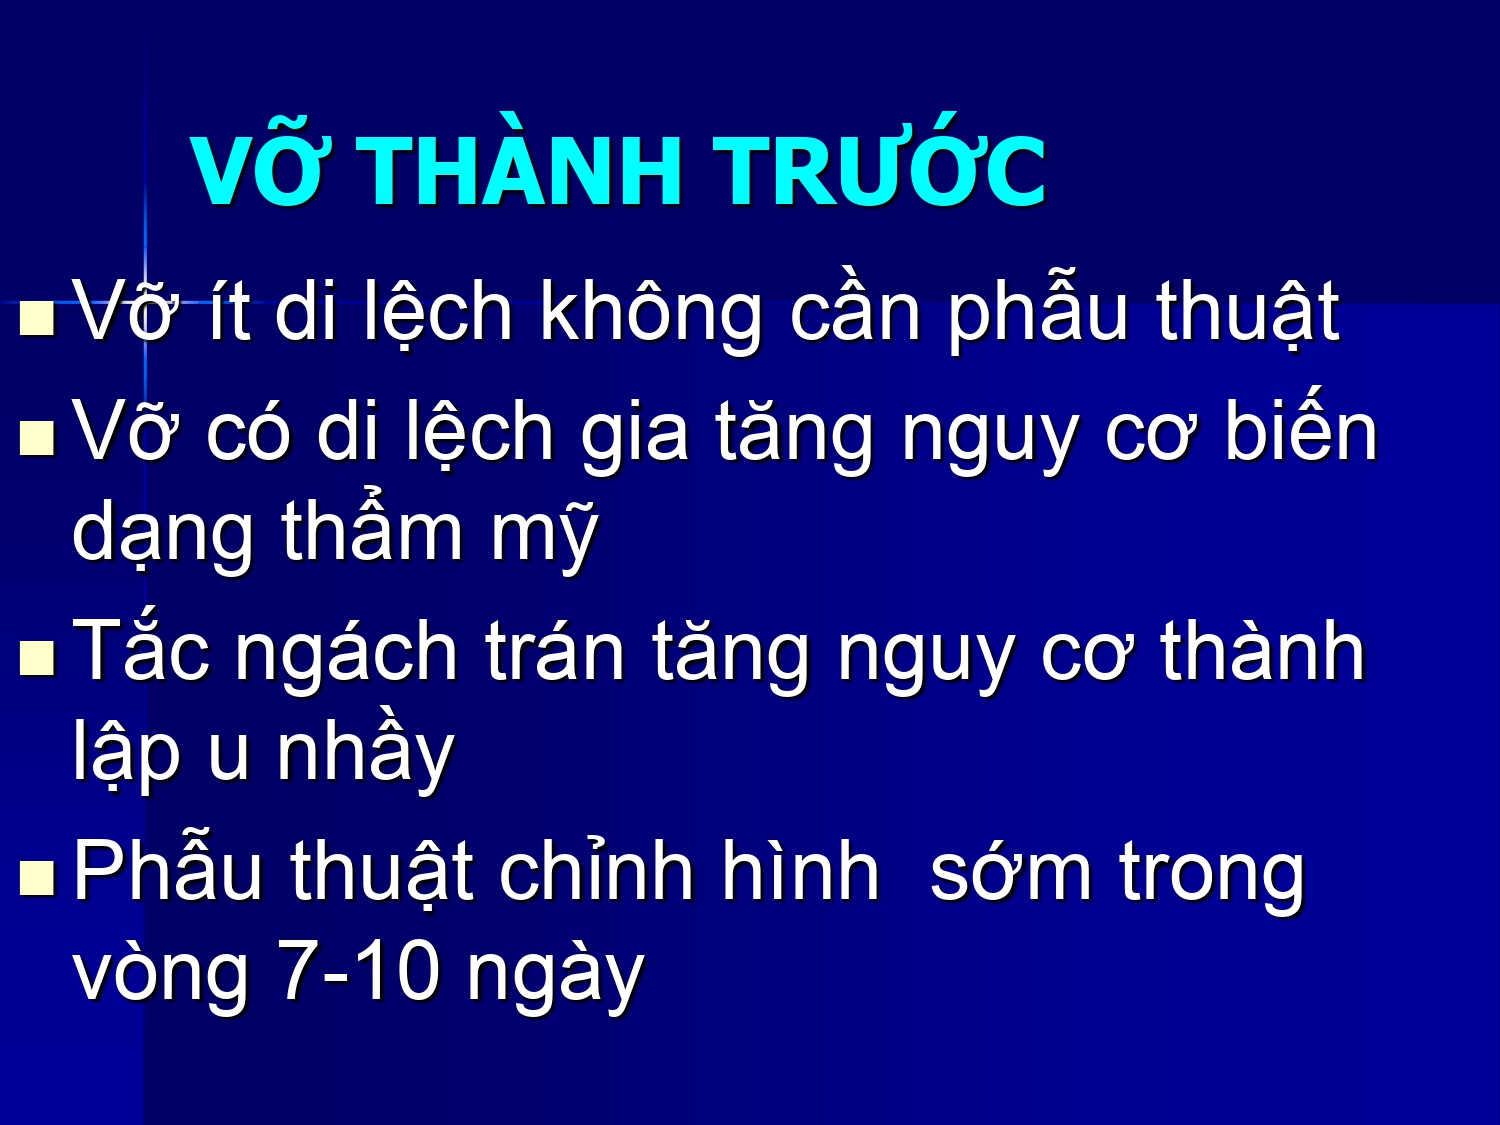 VỠ THÀNH TRƯỚC
Vỡ ít di lệch không cần phẫu thuật
Vỡ có di lệch gia tăng nguy cơ biến
dạng thẩm mỹ
Tắc ngách trán tăng nguy cơ thành
lập u nhầy
Phẫu thuật chỉnh hình  sớm trong
vòng 7-10 ngày